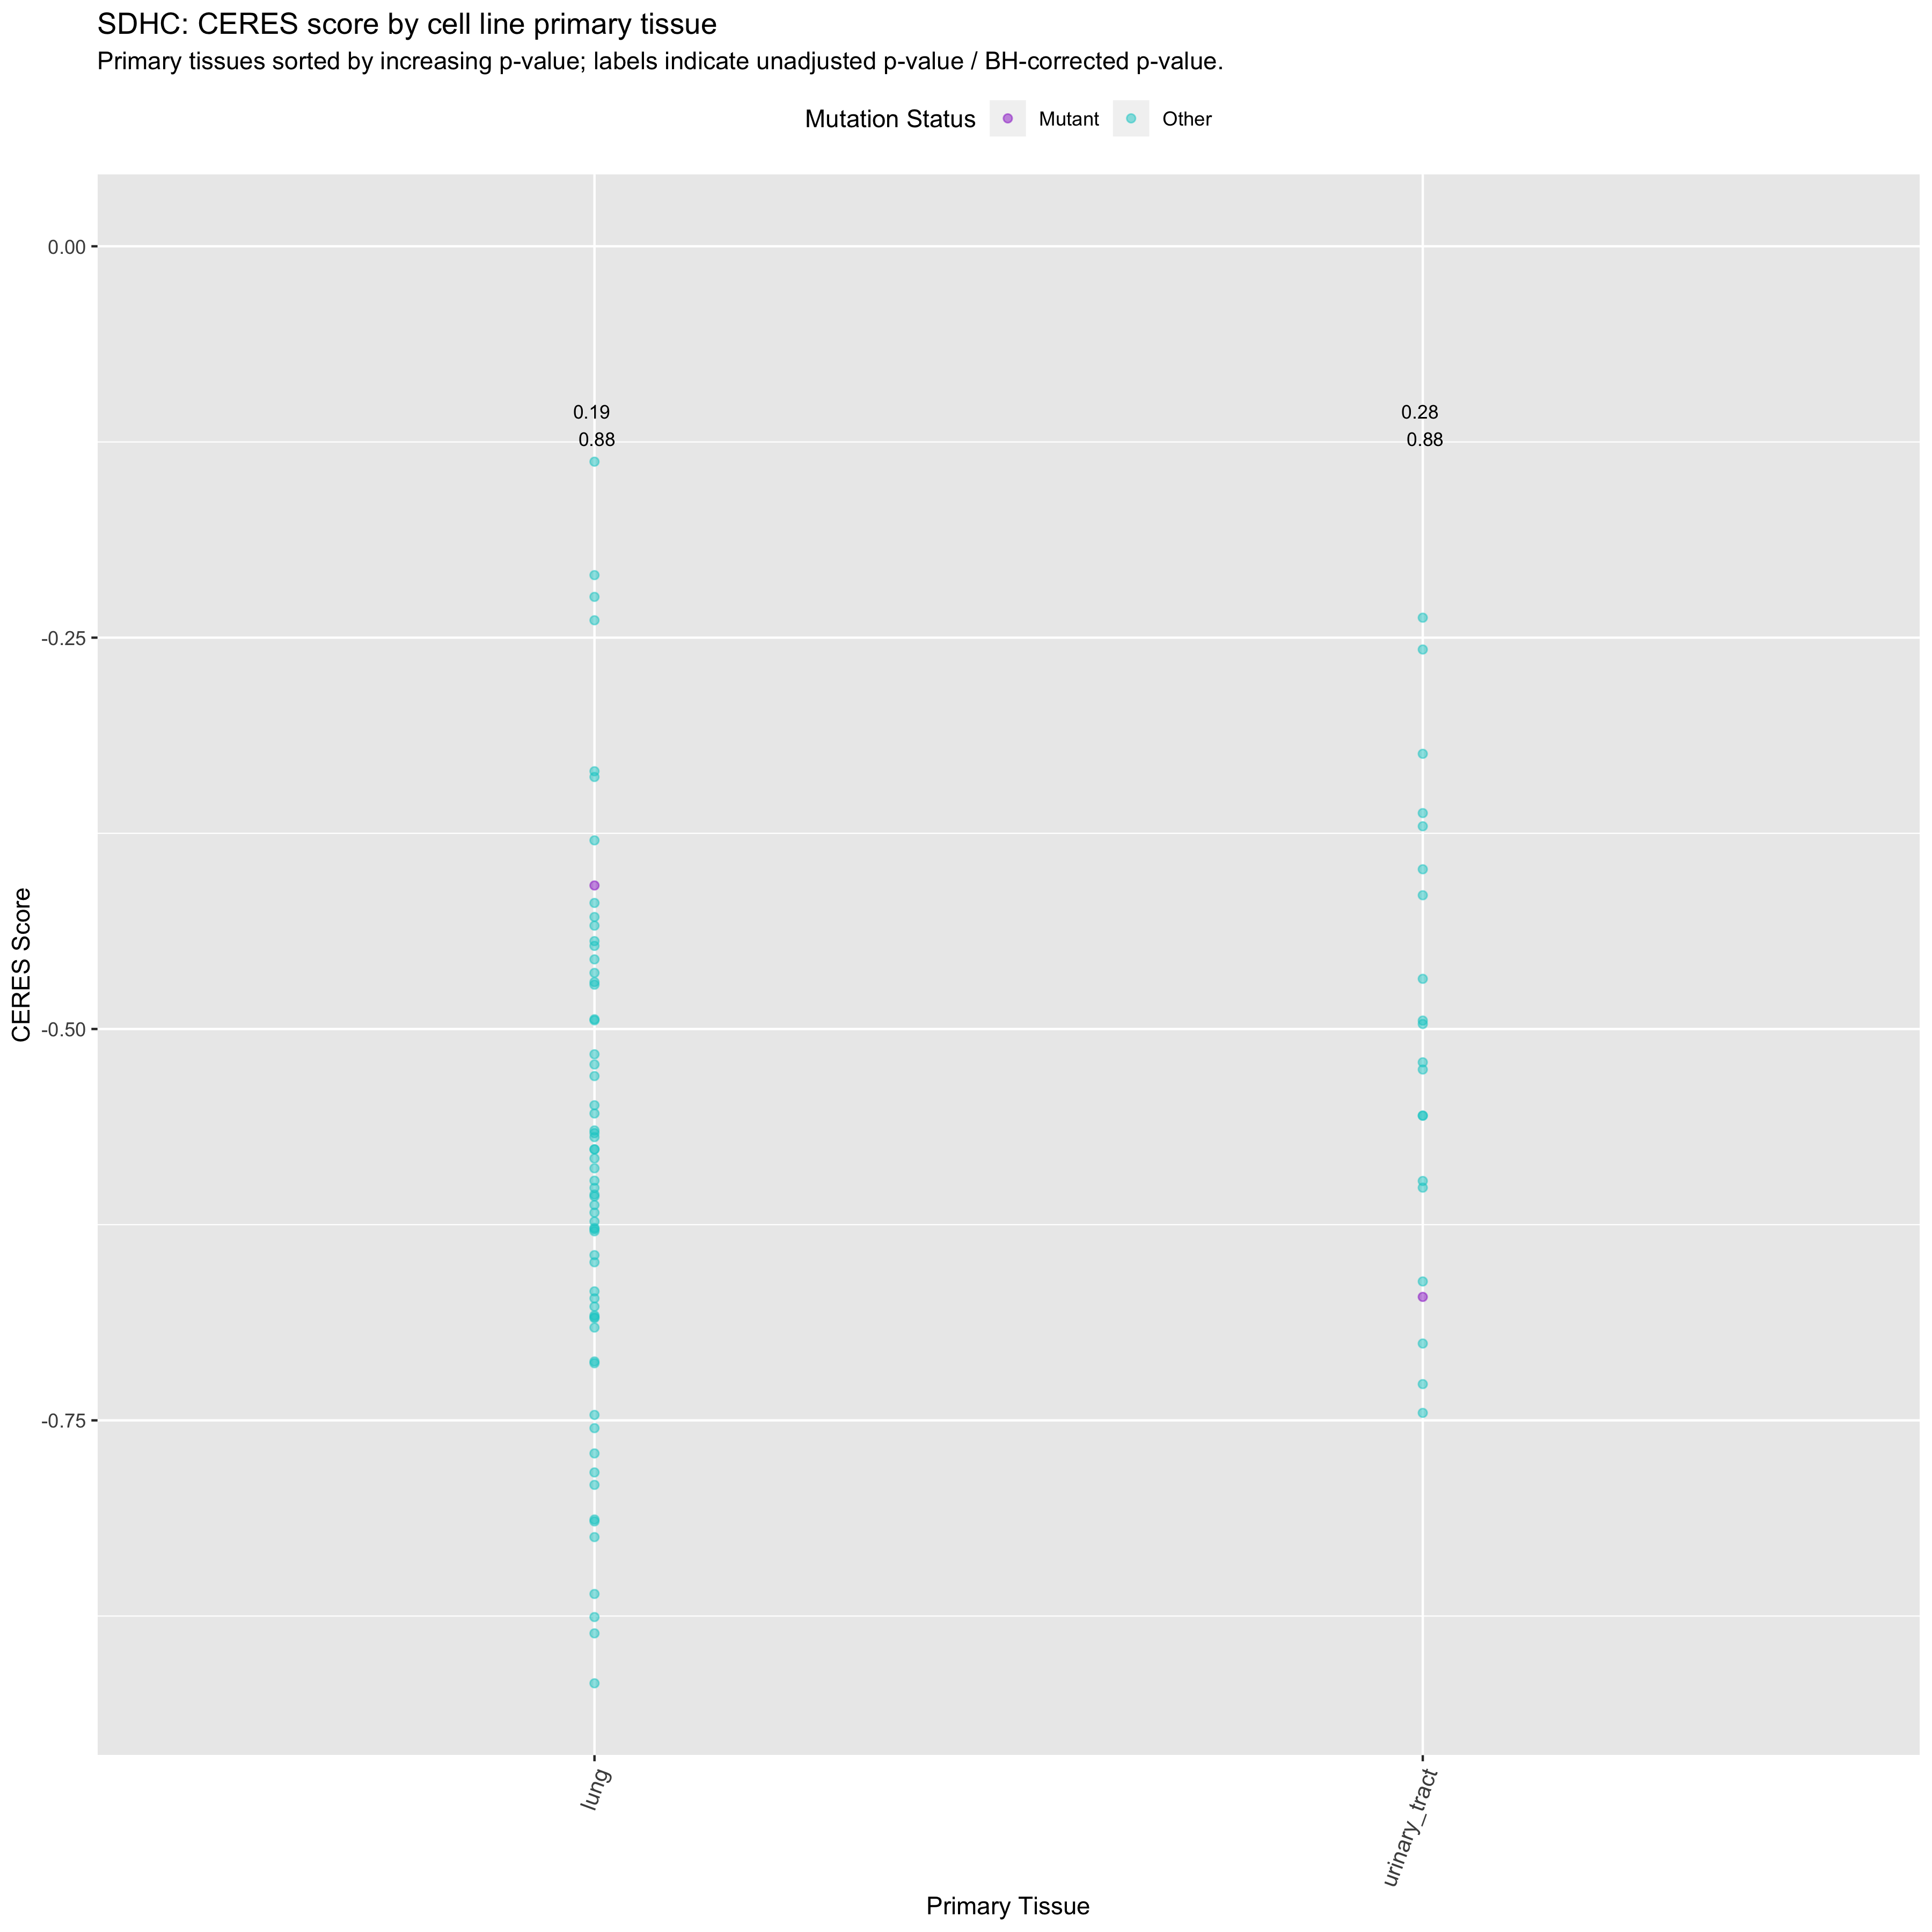 SDHC: CERES score by cell line primary tissue
Primary tissues sorted by increasing p-value; labels indicate unadjusted p-value / BH-corrected p-value.
Mutation Status Mutant Other
0.00
0.19 0.28
0.88 0.88
-0.25
CERES Score
-0.50
-0.75
lung urinary_tract
Primary Tissue